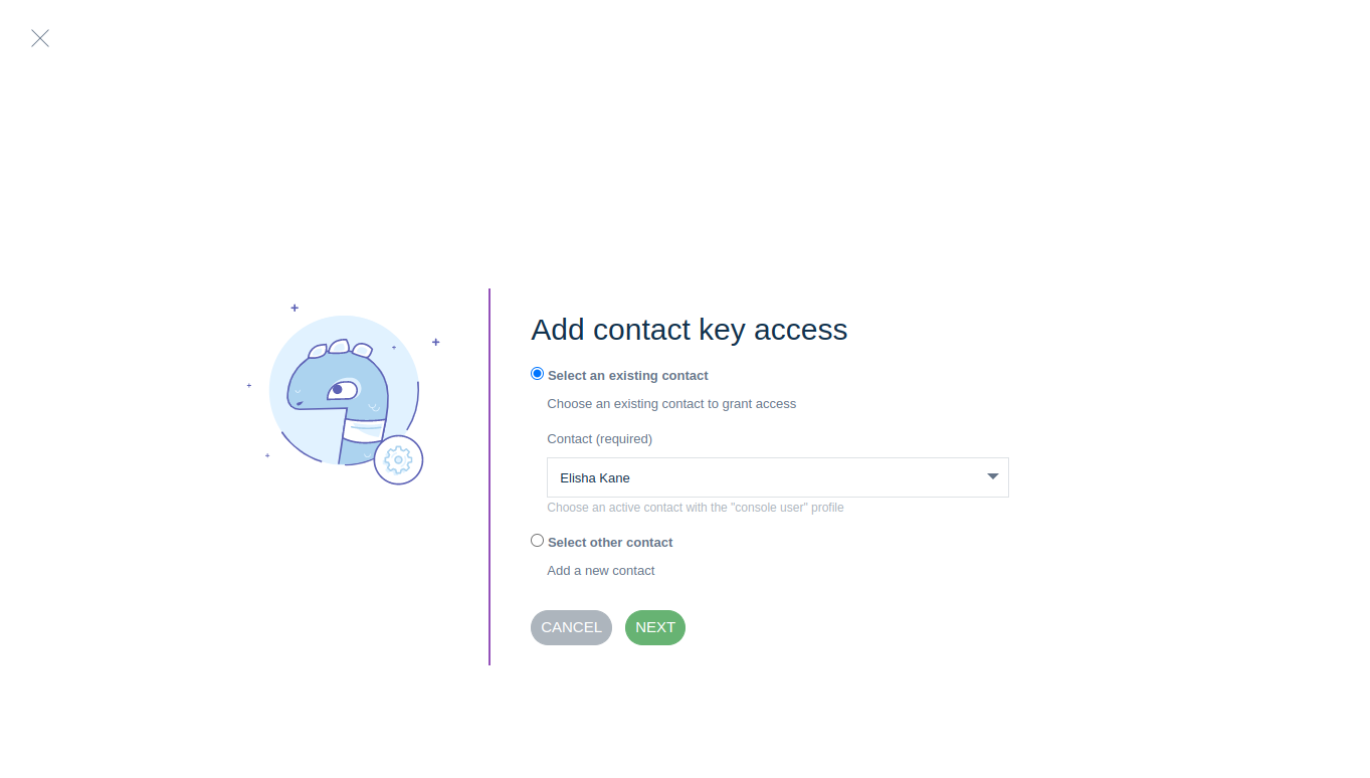 Add contact key access
Select an existing contact
Choose an existing contact to grant access
Contact (required)
Elisha Kane
Choose an active contact with the "console user" profile
Select other contact
Add a new contact
CANCEL NEXT